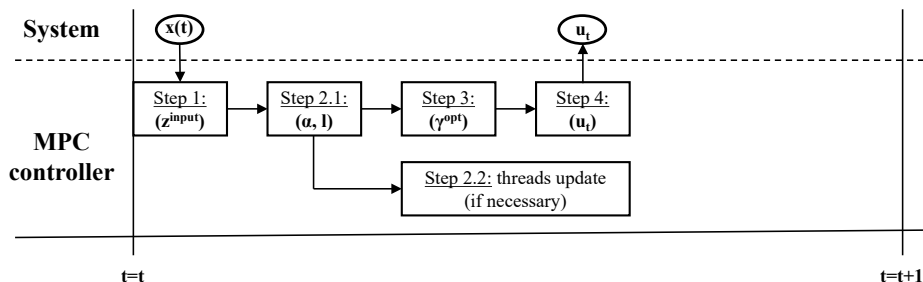 System
x(t)
u_t
Step 1:
(z^input)
Step 2.1:
(α, l)
Step 3:
(γ^opt)
Step 4:
(u_t)
MPC
controller
Step 2.2: threads update
(if necessary)
t=t
t=t+1